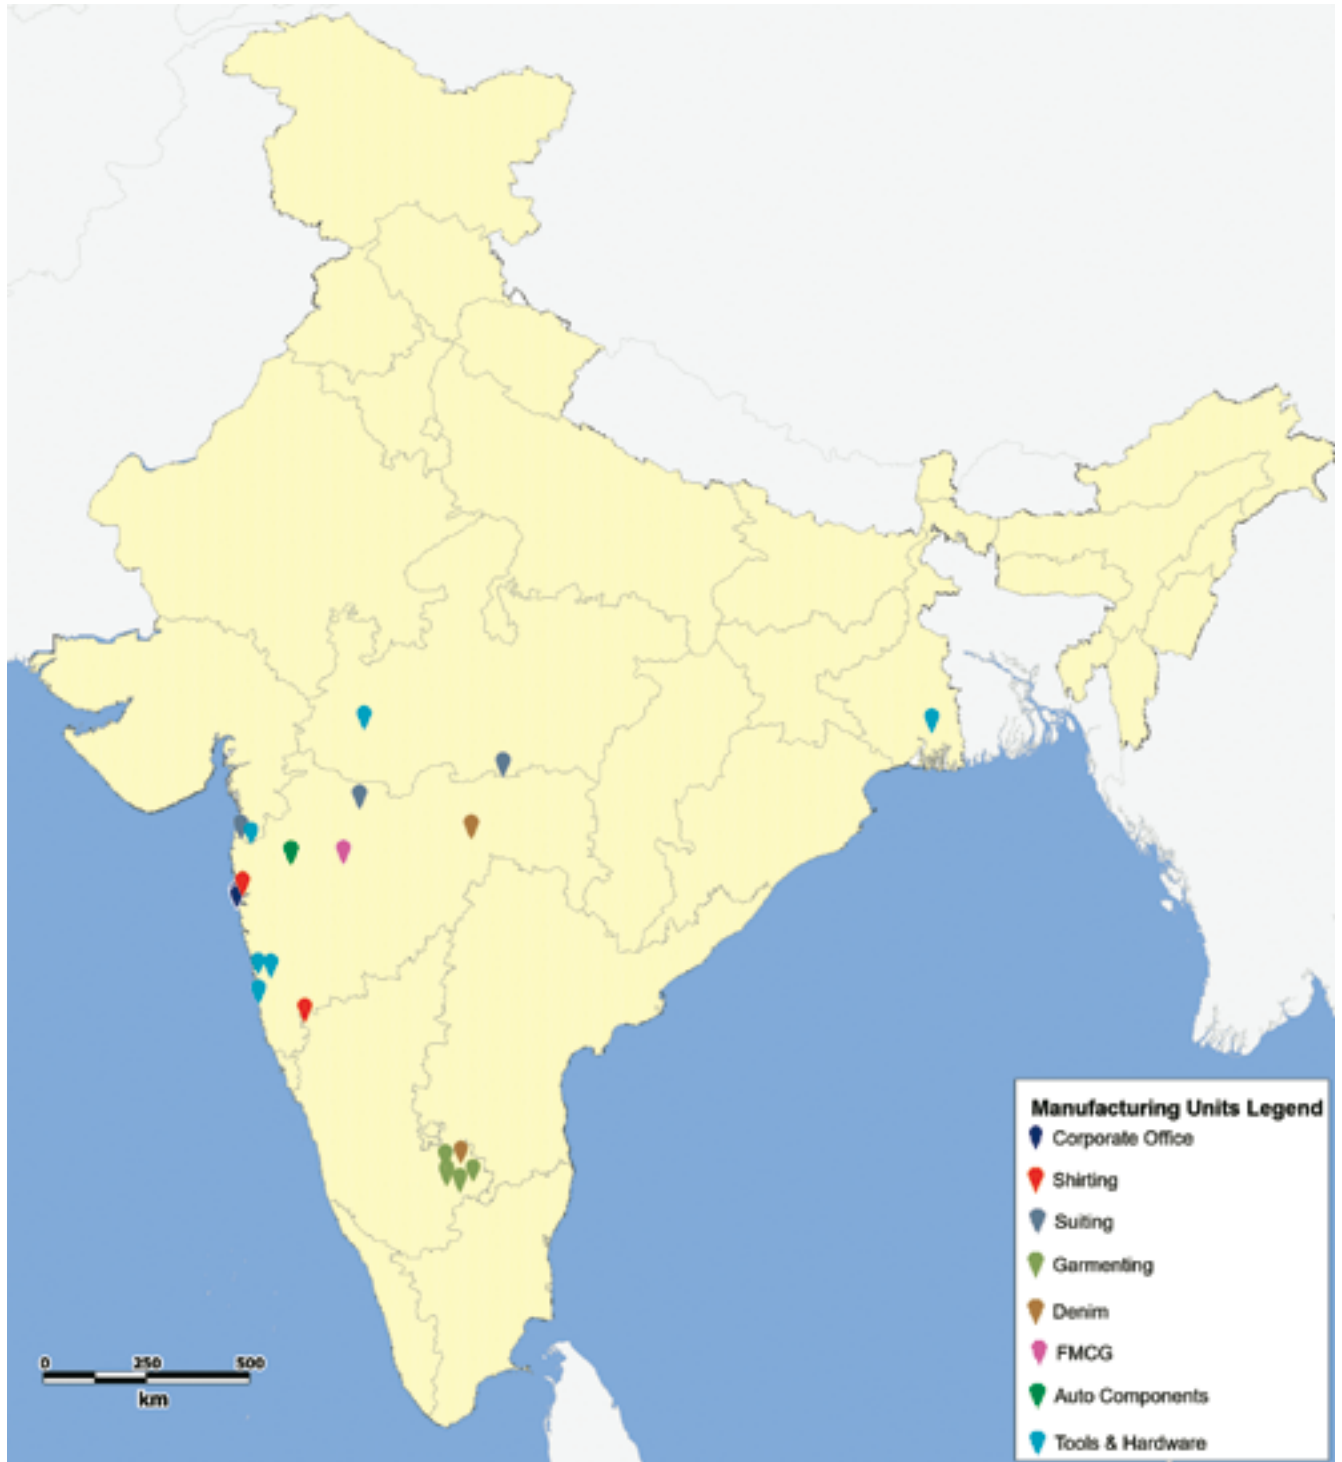 Manufacturing Units Legend
Corporate Office
Shirting
Suiting
Garmenting
Denim
FMCG
Auto Components
Tools & Hardware
0 250 500
km